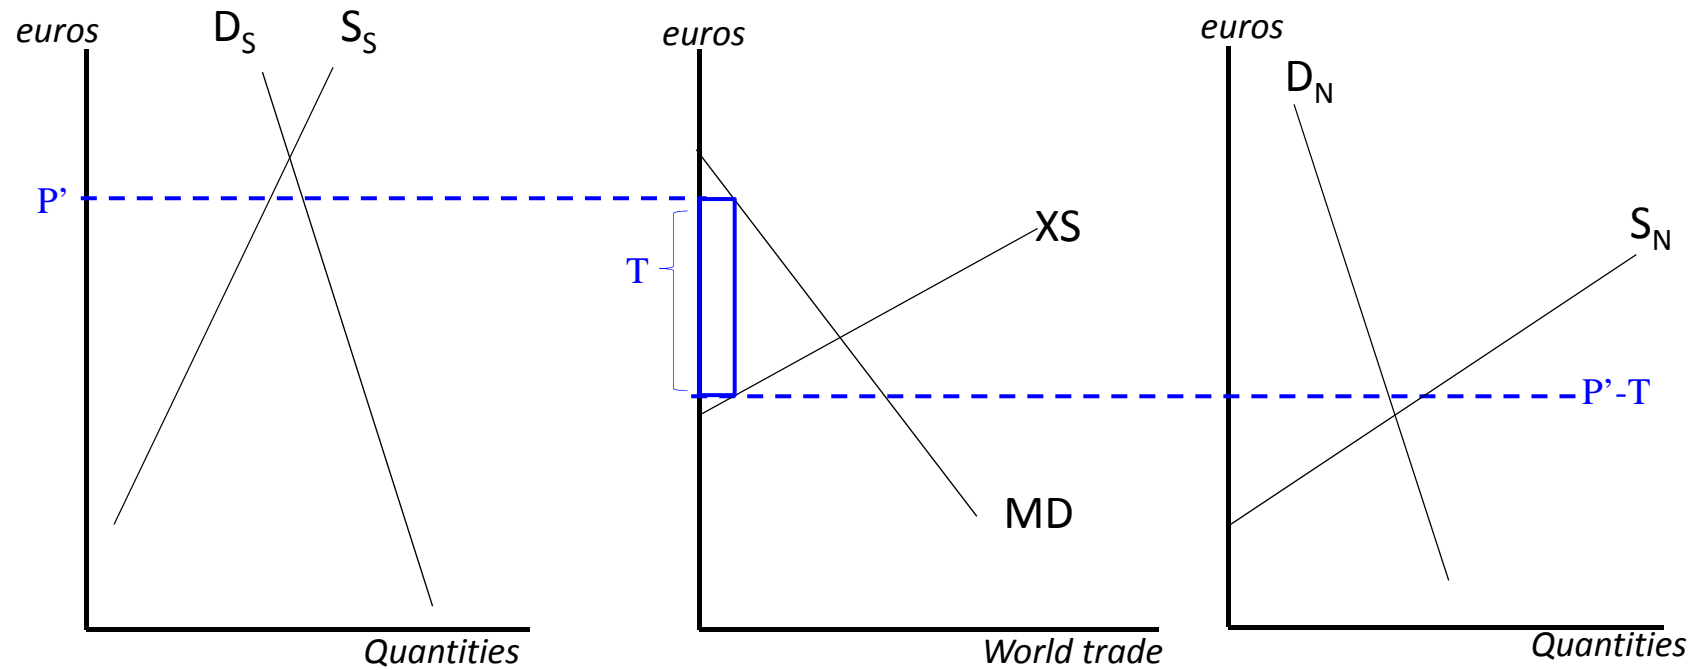 euros
D_S
S_S
P'
Quantities
euros
T
XS
MD
World trade
euros
D_N
S_N
P'-T
Quantities